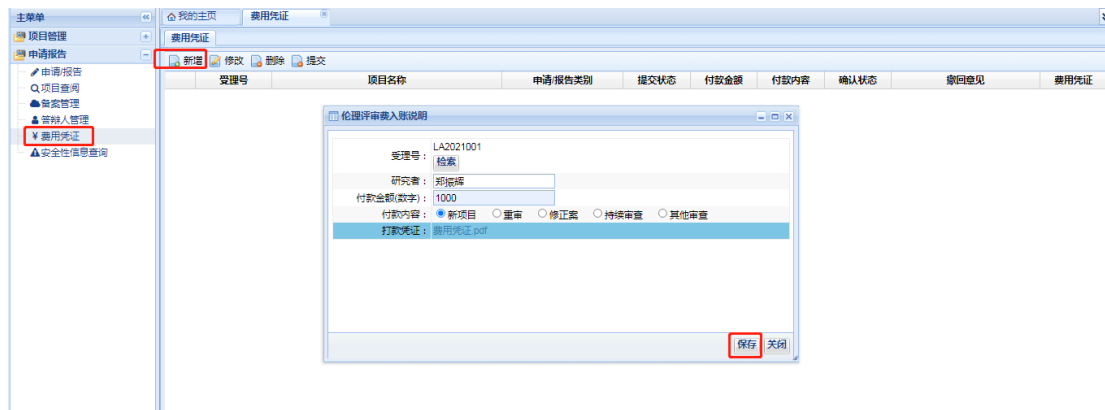 主菜单
我的主页 费用凭证
项目管理
费用凭证
申请报告
新增 修改 删除 提交
申请/报告
受理号 项目名称 申请/报告类别 提交状态 付款金额 付款内容 确认状态 撤回意见 费用凭证
项目查阅
备案管理
答辩人管理
¥ 费用凭证
安全性信息查询
伦理评审费入账说明
受理号： LA2021001
检索
研究者： 郑振辉
付款金额(数字)： 1000
付款内容： 新项目 重审 修正案 持续审查 其他审查
打款凭证： 费用凭证.pdf
保存 关闭